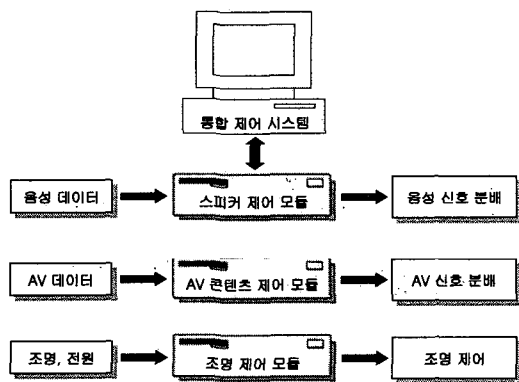 통합 제어 시스템
음성 데이터
스피커 제어 모듈
음성 신호 분배
AV 데이터
AV 콘텐츠 제어 모듈
AV 신호 분배
조명, 전원
조명 제어 모듈
조명 제어